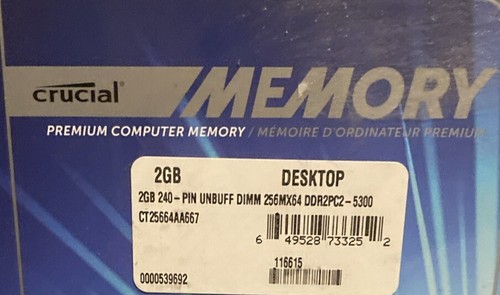 crucial MEMORY
PREMIUM COMPUTER MEMORY / MÉMOIRE D'ORDINATEUR PREMIUM
2GB DESKTOP
2GB 240-PIN UNBUFF DIMM 256MX64 DDR2PC2-5300
CT25664AA667
6 49528 73325 2
116615
0000539692